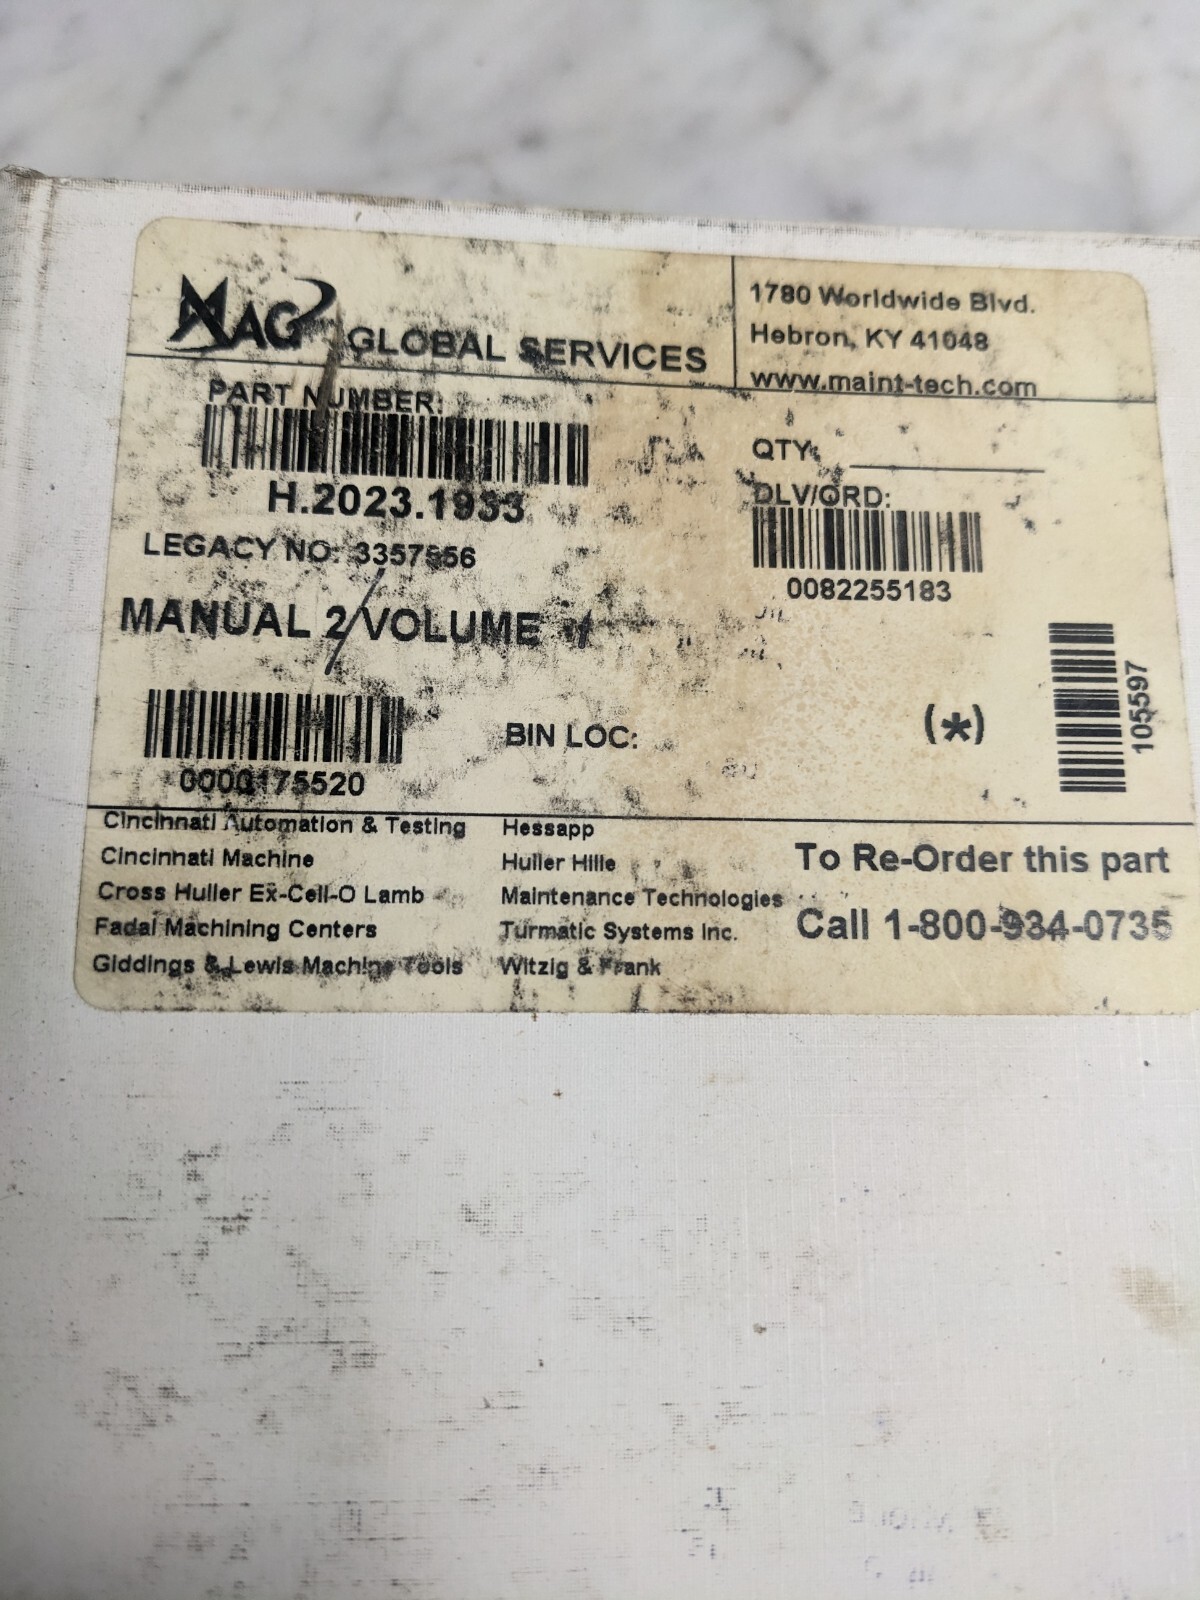 MAG GLOBAL SERVICES
1780 Worldwide Blvd.
Hebron, KY 41048
www.maint-tech.com
PART NUMBER:
H.2023.1933
LEGACY NO: 3357556
MANUAL 2/VOLUME
QTY:
DLV/ORD:
0082255183
0000175520
BIN LOC:
(*)
105597
Cincinnati Automation & Testing
Cincinnati Machine
Cross Huller Ex-Cell-O Lamb
Fadal Machining Centers
Giddings & Lewis Machine Tools
Hessapp
Huller Hille
Maintenance Technologies
Turmatic Systems Inc.
Witzig & Frank
To Re-Order this part
Call 1-800-934-0735